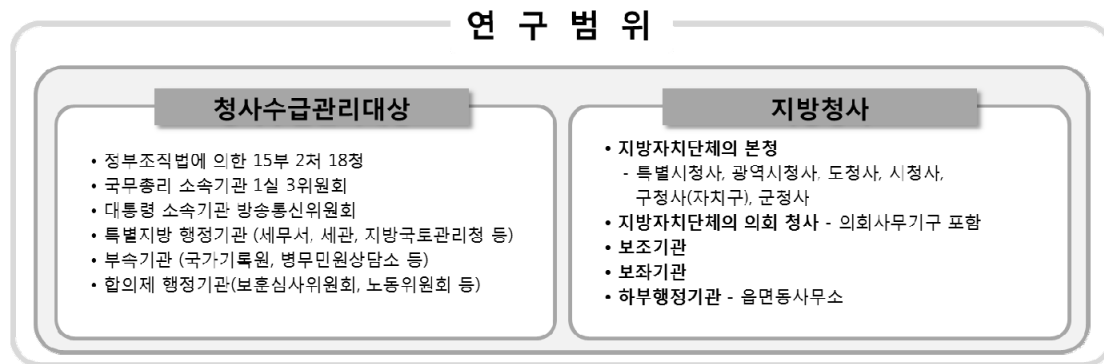 연 구 범 위
청사수급관리대상
• 정부조직법에 의한 15부 2처 18청
• 국무총리 소속기관 1실 3위원회
• 대통령 소속기관 방송통신위원회
• 특별지방 행정기관 (세무서, 세관, 지방국토관리청 등)
• 부속기관 (국가기록원, 병무민원상담소 등)
• 합의제 행정기관(보훈심사위원회, 노동위원회 등)
지방청사
• 지방자치단체의 본청
- 특별시청사, 광역시청사, 도청사, 시청사,
구청사(자치구), 군청사
• 지방자치단체의 의회 청사 - 의회사무기구 포함
• 보조기관
• 보좌기관
• 하부행정기관 - 읍면동사무소